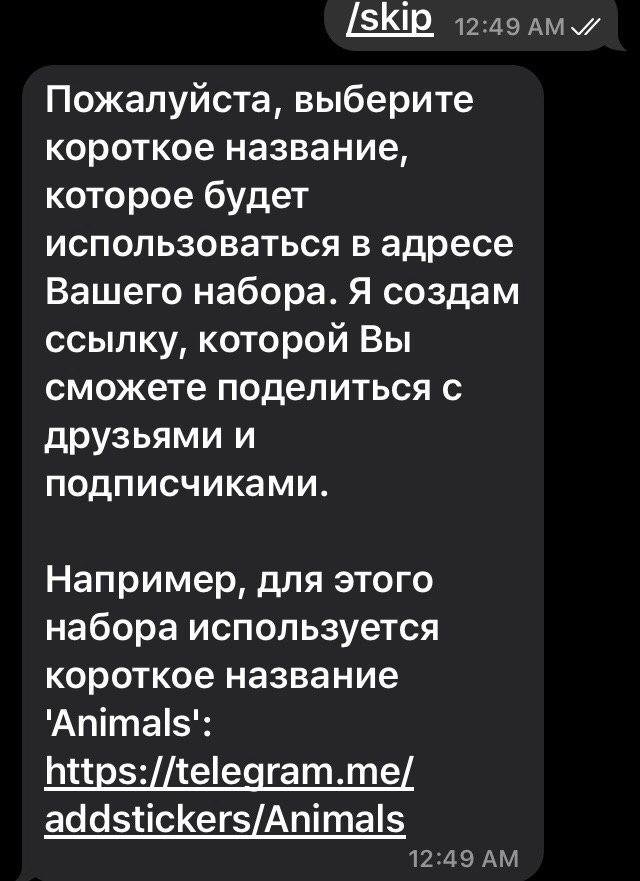 /skip 12:49 AM
Пожалуйста, выберите
короткое название,
которое будет
использоваться в адресе
Вашего набора. Я создам
ссылку, которой Вы
сможете поделиться с
друзьями и
подписчиками.
Например, для этого
набора используется
короткое название
'Animals':
https://telegram.me/
addstickers/Animals
12:49 AM